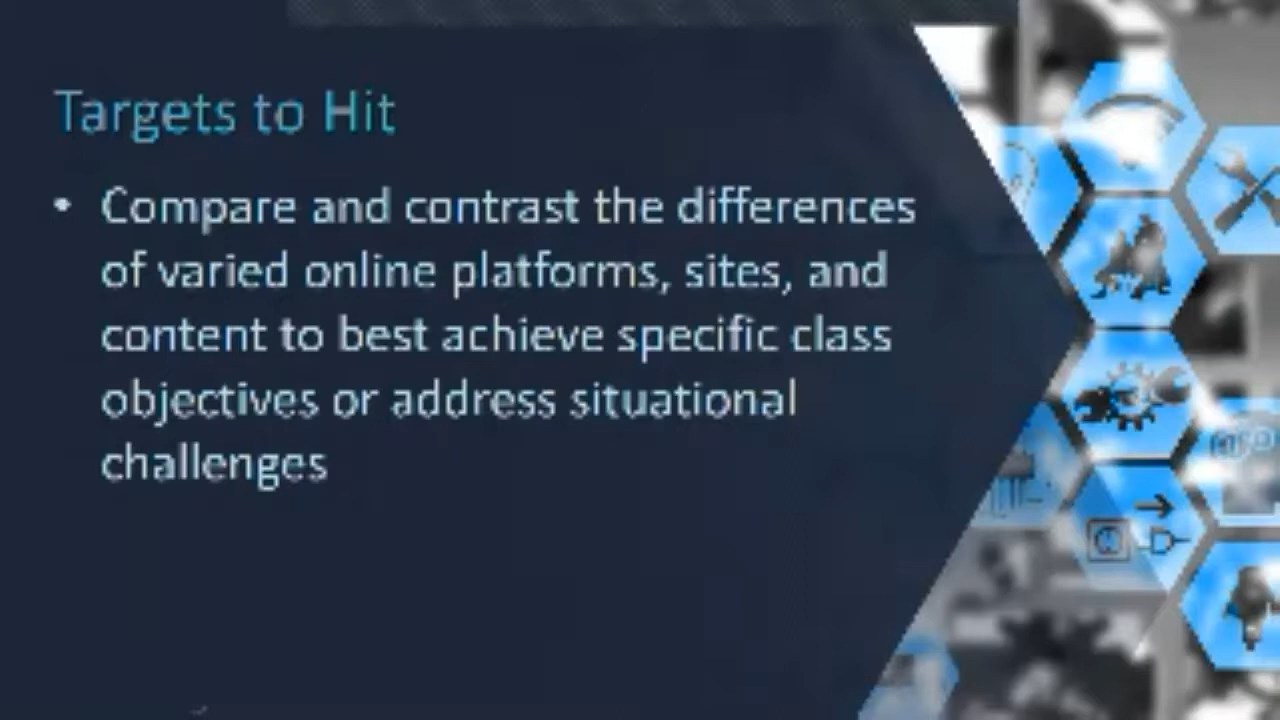 Targets to Hit
• Compare and contrast the differences
of varied online platforms, sites, and
content to best achieve specific class
objectives or address situational
challenges